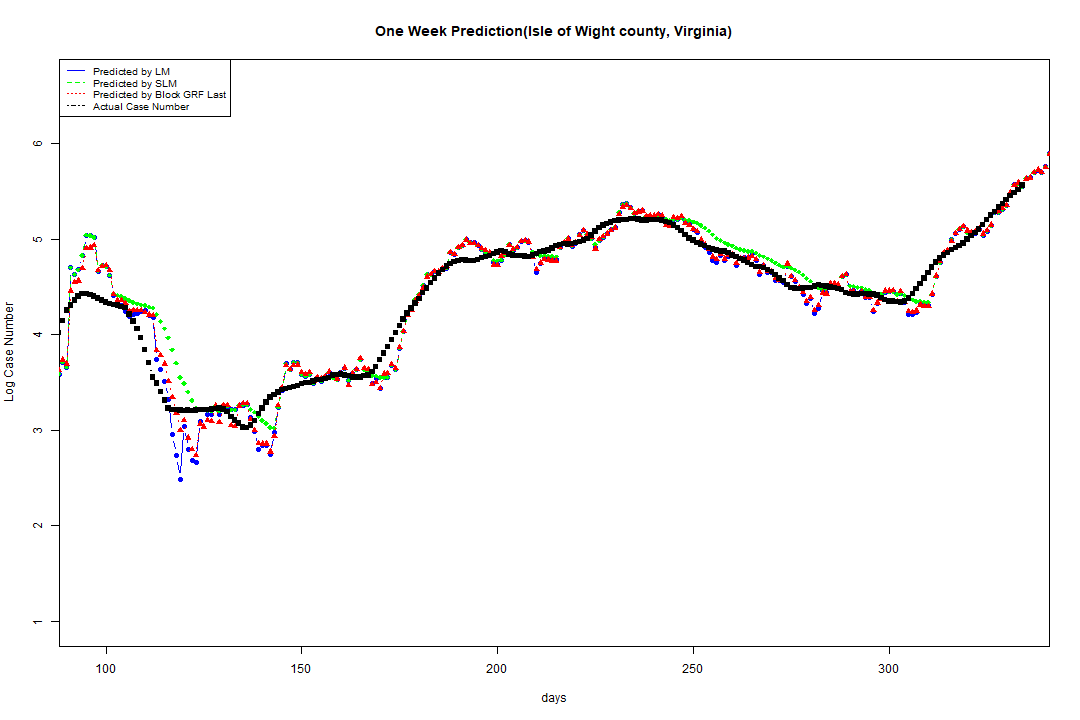 One Week Prediction(Isle of Wight county, Virginia)
Predicted by LM
Predicted by SLM
Predicted by Block GRF Last
Actual Case Number
6
5
4
3
2
1
Log Case Number
100 150 200 250 300
days